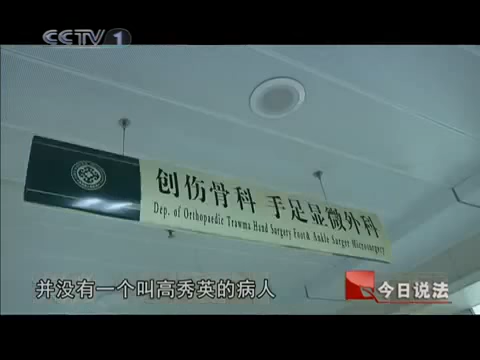 CCTV 1
创伤骨科 手足显微外科
Dep. of Orthopaedic Trauma Hand Surgery Foot & Ankle Surger Microsurgery
并没有一个叫高秀英的病人
今日说法